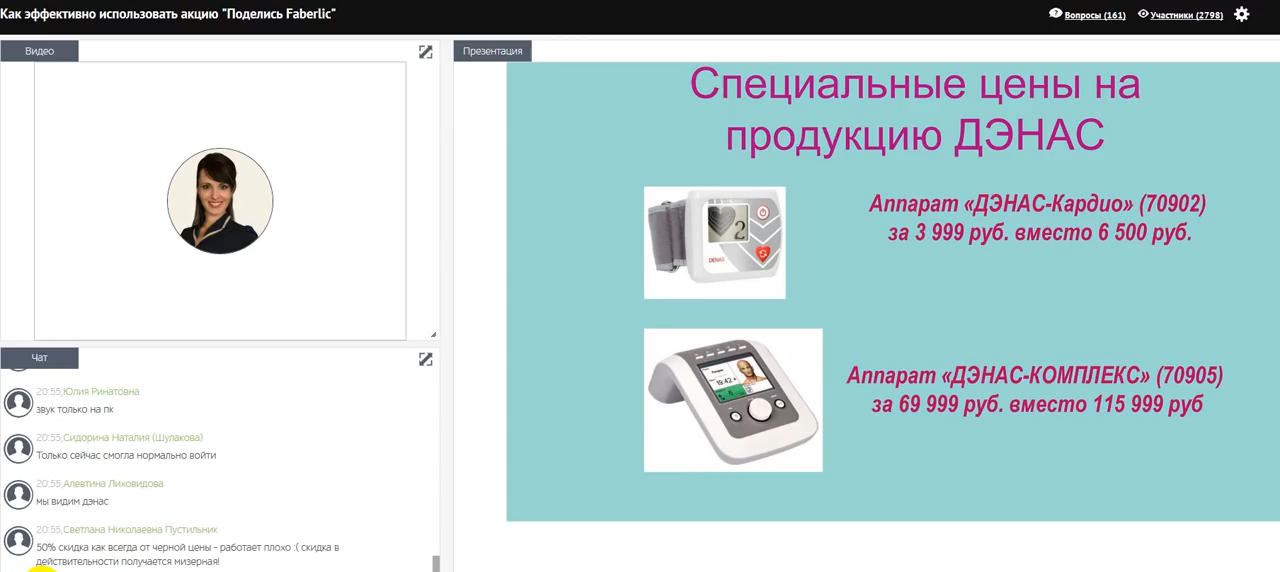 Как эффективно использовать акцию "Поделись Faberlic"
Вопросы (161)
Участники (2798)
Видео
Презентация
Специальные цены на
продукцию ДЭНАС
2
DENAS
Аппарат «ДЭНАС-Кардио» (70902)
за 3 999 руб. вместо 6 500 руб.
19:42
Аппарат «ДЭНАС-КОМПЛЕКС» (70905)
за 69 999 руб. вместо 115 999 руб
Чат
20:55,Юлия Ринатовна
звук только на пк
20:55,Сидорина Наталия (Шулакова)
Только сейчас смогла нормально войти
20:55,Алевтина Лиховидова
мы видим дэнас
20:55,Светлана Николаевна Пустильник
50% скидка как всегда от черной цены - работает плохо :( скидка в
действительности получается мизерная!